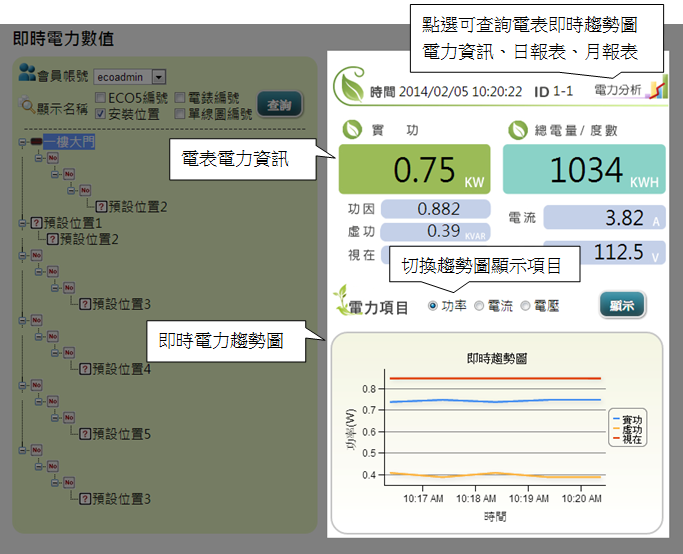 點選可查詢電表即時趨勢圖
電力資訊、日報表、月報表
即時電力數值
會員帳號 ecoadmin
顯示名稱 ECO5編號 電錶編號
安裝位置 單線圖編號
查詢
一樓大門
No
No
No
預設位置2
預設位置1
預設位置2
No
No
No
預設位置3
No
No
No
預設位置4
No
No
No
預設位置5
No
No
No
預設位置3
時間 2014/02/05 10:20:22 ID 1-1 電力分析
電表電力資訊
實 功
0.75 KW
總電量/度數
1034 KWH
功因 0.882
虛功 0.39 KVAR
視在
電流 3.82 A
112.5 V
切換趨勢圖顯示項目
電力項目 功率 電流 電壓 顯示
即時電力趨勢圖
即時趨勢圖
功率(W)
0.8
0.7
0.6
0.5
0.4
10:17 AM 10:18 AM 10:19 AM 10:20 AM
時間
實功
虛功
視在